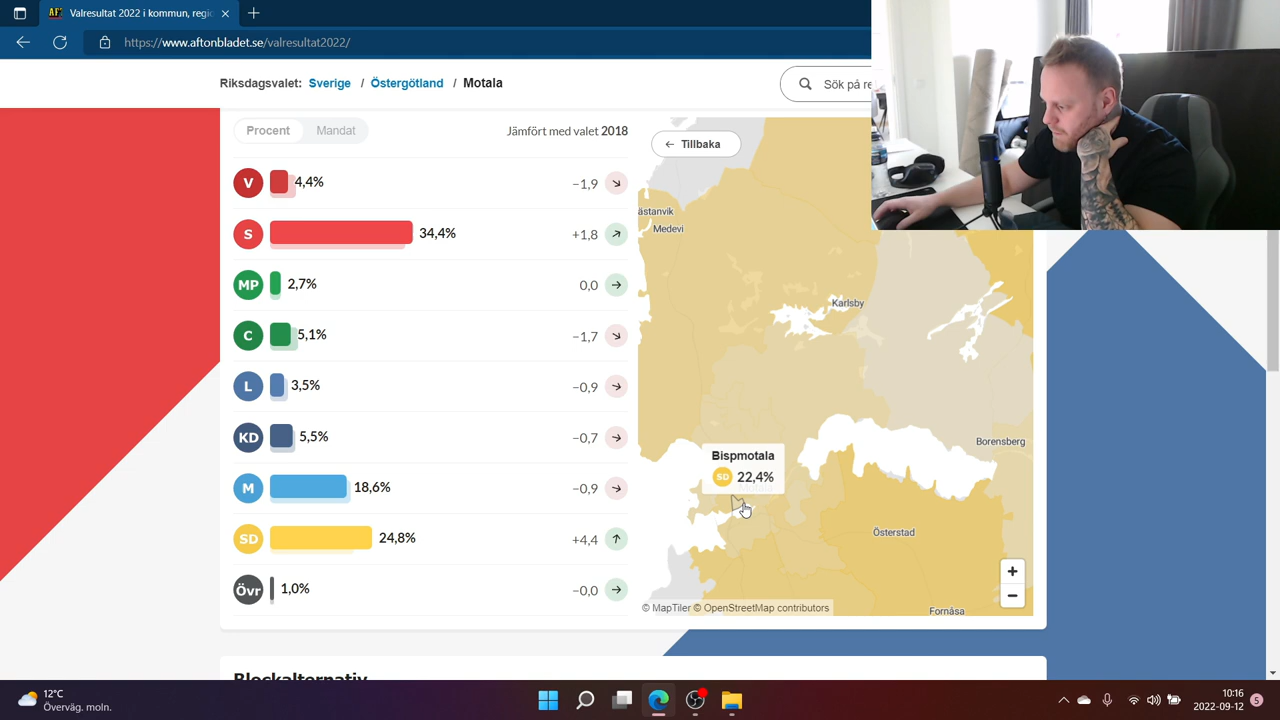 Valresultat 2022 i kommun, regi
https://www.aftonbladet.se/valresultat2022/
Riksdagsvalet: Sverige / Östergötland / Motala
Sök på re
Procent Mandat
Jämfört med valet 2018
V 4,4% −1,9
S 34,4% +1,8
MP 2,7% 0,0
C 5,1% −1,7
L 3,5% −0,9
KD 5,5% −0,7
M 18,6% −0,9
SD 24,8% +4,4
Övr 1,0% −0,0
← Tillbaka
ästanvik
Medevi
Karlsby
Borensberg
Bispmotala
SD 22,4%
Österstad
Fornåsa
+
−
© MapTiler © OpenStreetMap contributors
Blockalternativ
12°C
Överväg. moln.
10:16
2022-09-12
5